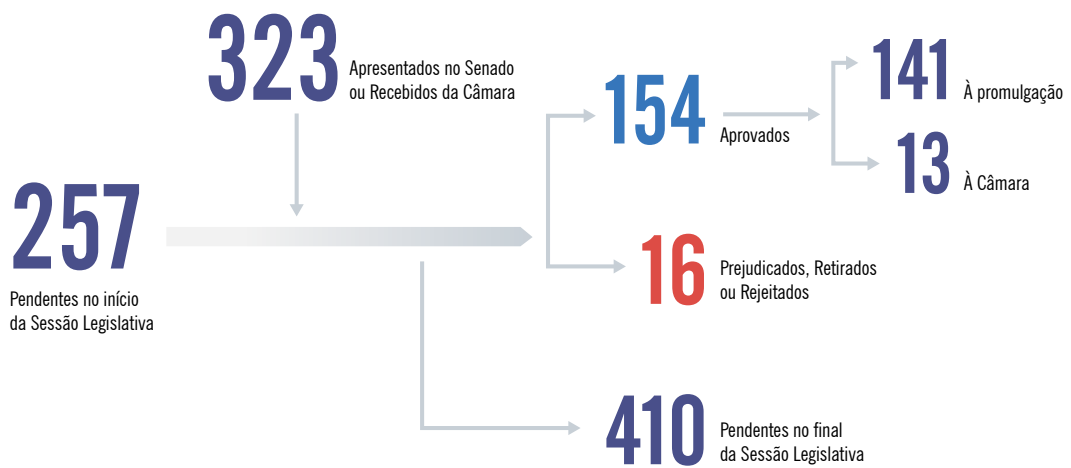 323
Apresentados no Senado
ou Recebidos da Câmara
257
Pendentes no início
da Sessão Legislativa
154
Aprovados
141
À promulgação
13
À Câmara
16
Prejudicados, Retirados
ou Rejeitados
410
Pendentes no final
da Sessão Legislativa